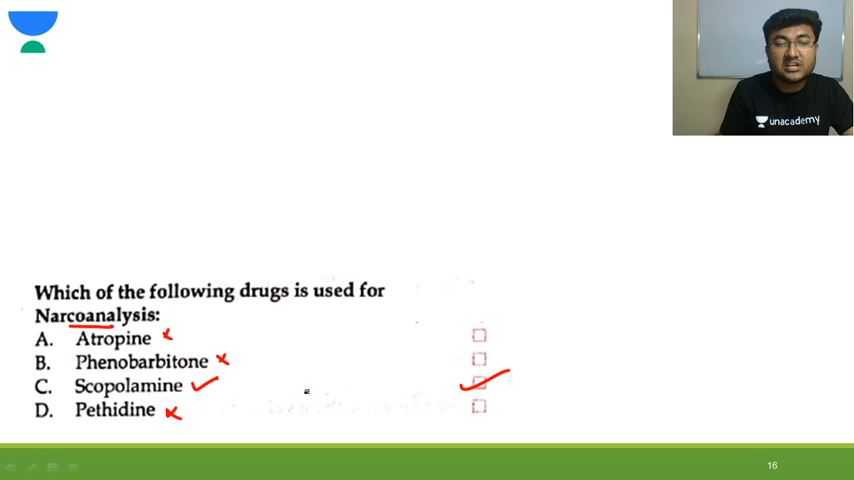 unacademy
Which of the following drugs is used for
Narcoanalysis:
A. Atropine
B. Phenobarbitone
C. Scopolamine
D. Pethidine
16